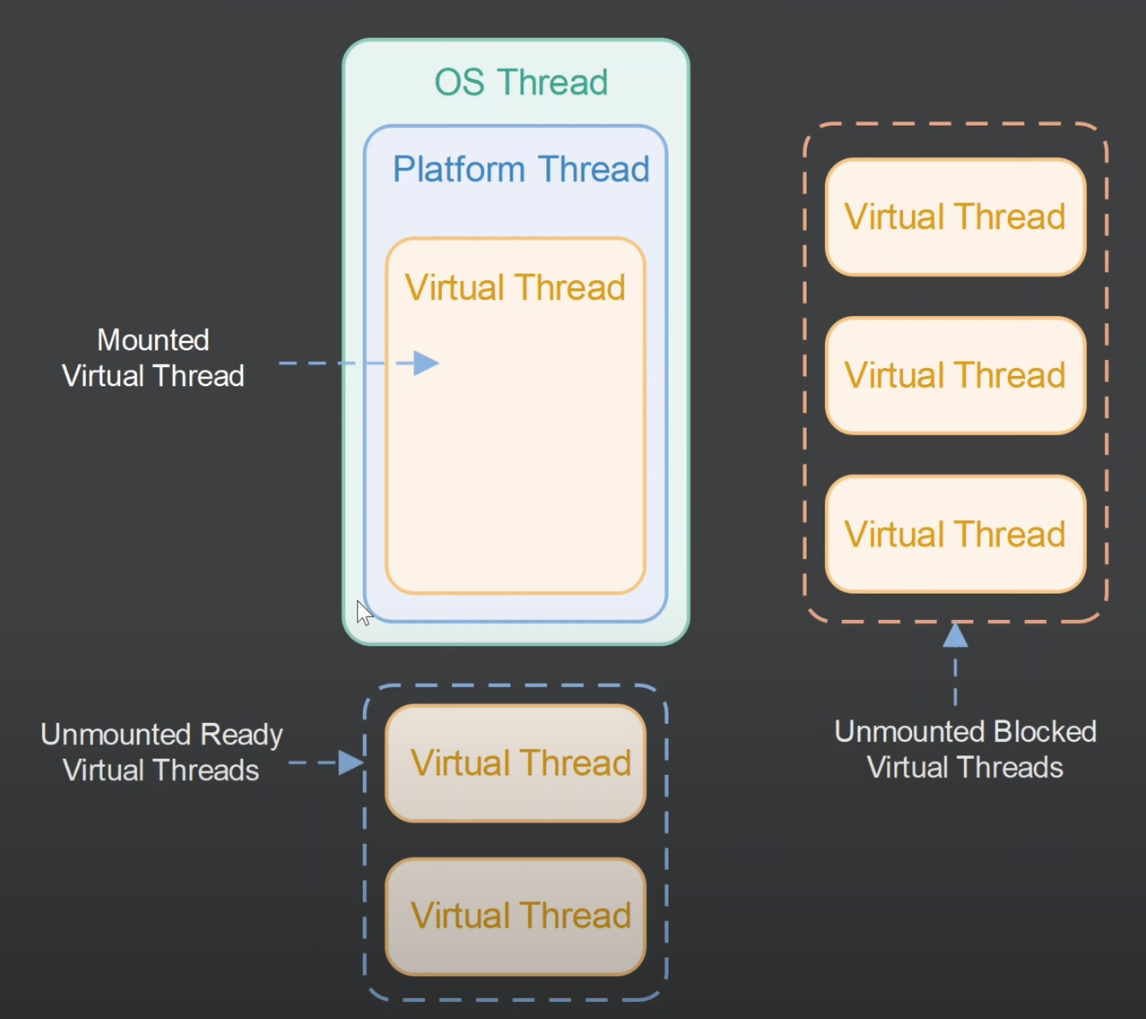 OS Thread
Platform Thread
Virtual Thread
Mounted
Virtual Thread
Virtual Thread
Virtual Thread
Virtual Thread
Unmounted Blocked
Virtual Threads
Unmounted Ready
Virtual Threads
Virtual Thread
Virtual Thread